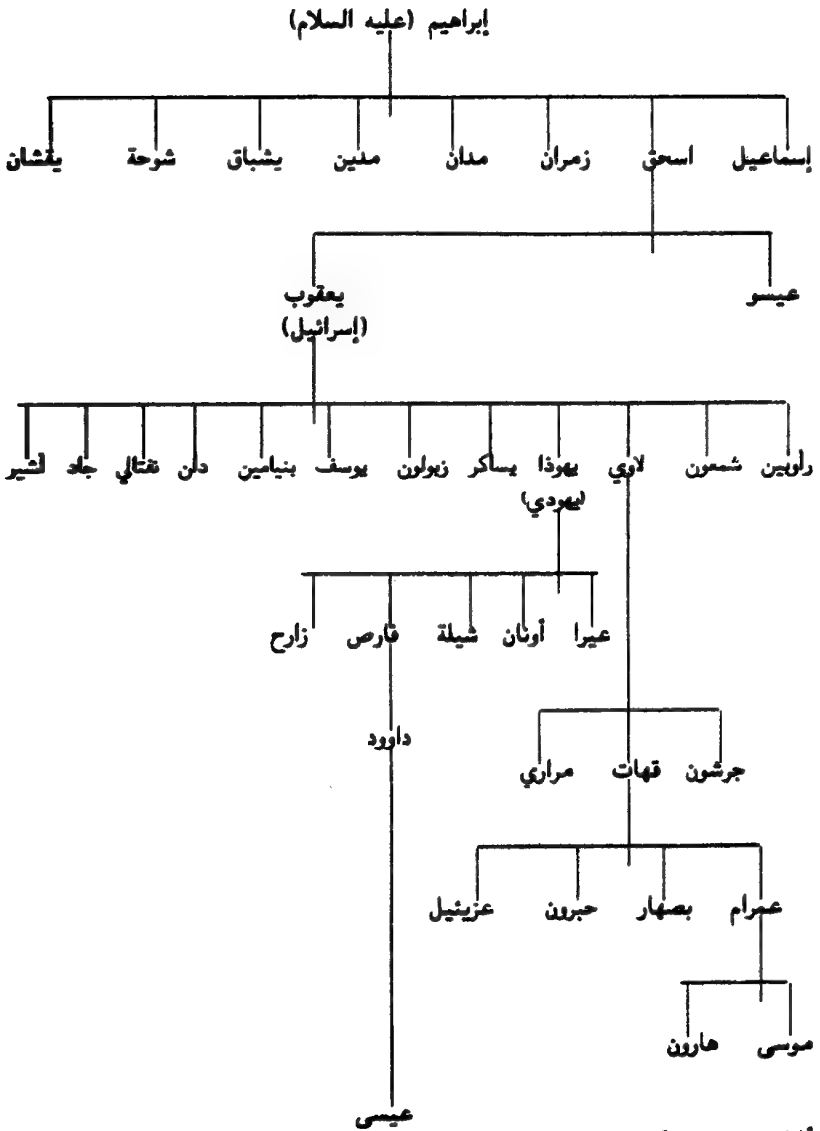 إبراهيم (عليه السلام)
إسماعيل اسحق زمران مدان مدين يشباق شوحة يقشان
عيسو يعقوب
(إسرائيل)
رأوبين شمعون لاوي يهوذا يساكر زبولون يوسف بنيامين دان نفتالي جاد أشير
(يهودي)
عيرا أونان شيلة فارص زارح
داوود
جرشون قهات مراري
عمرام بصهار حبرون عزيئيل
موسى هارون
عيسى